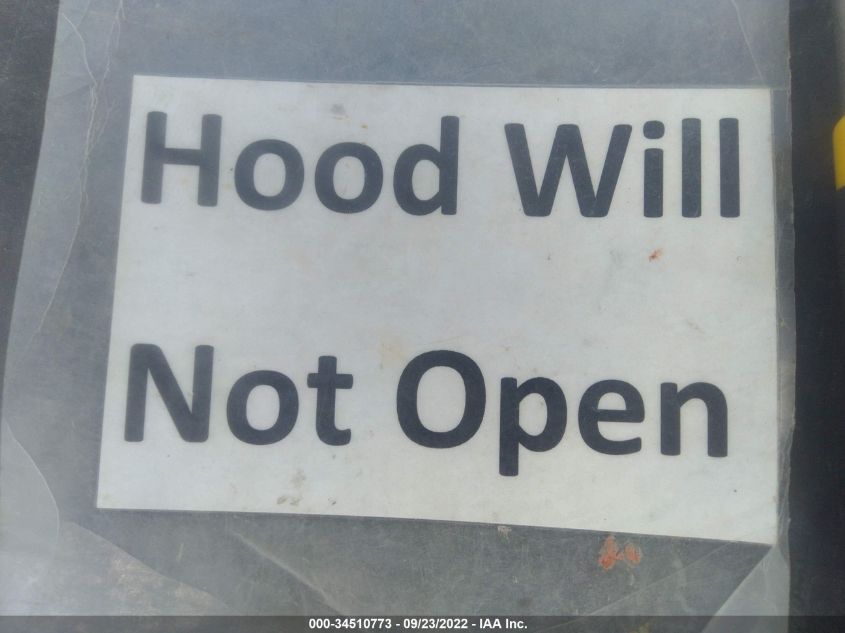 Hood Will
Not Open
000-34510773 - 09/23/2022 - IAA Inc.